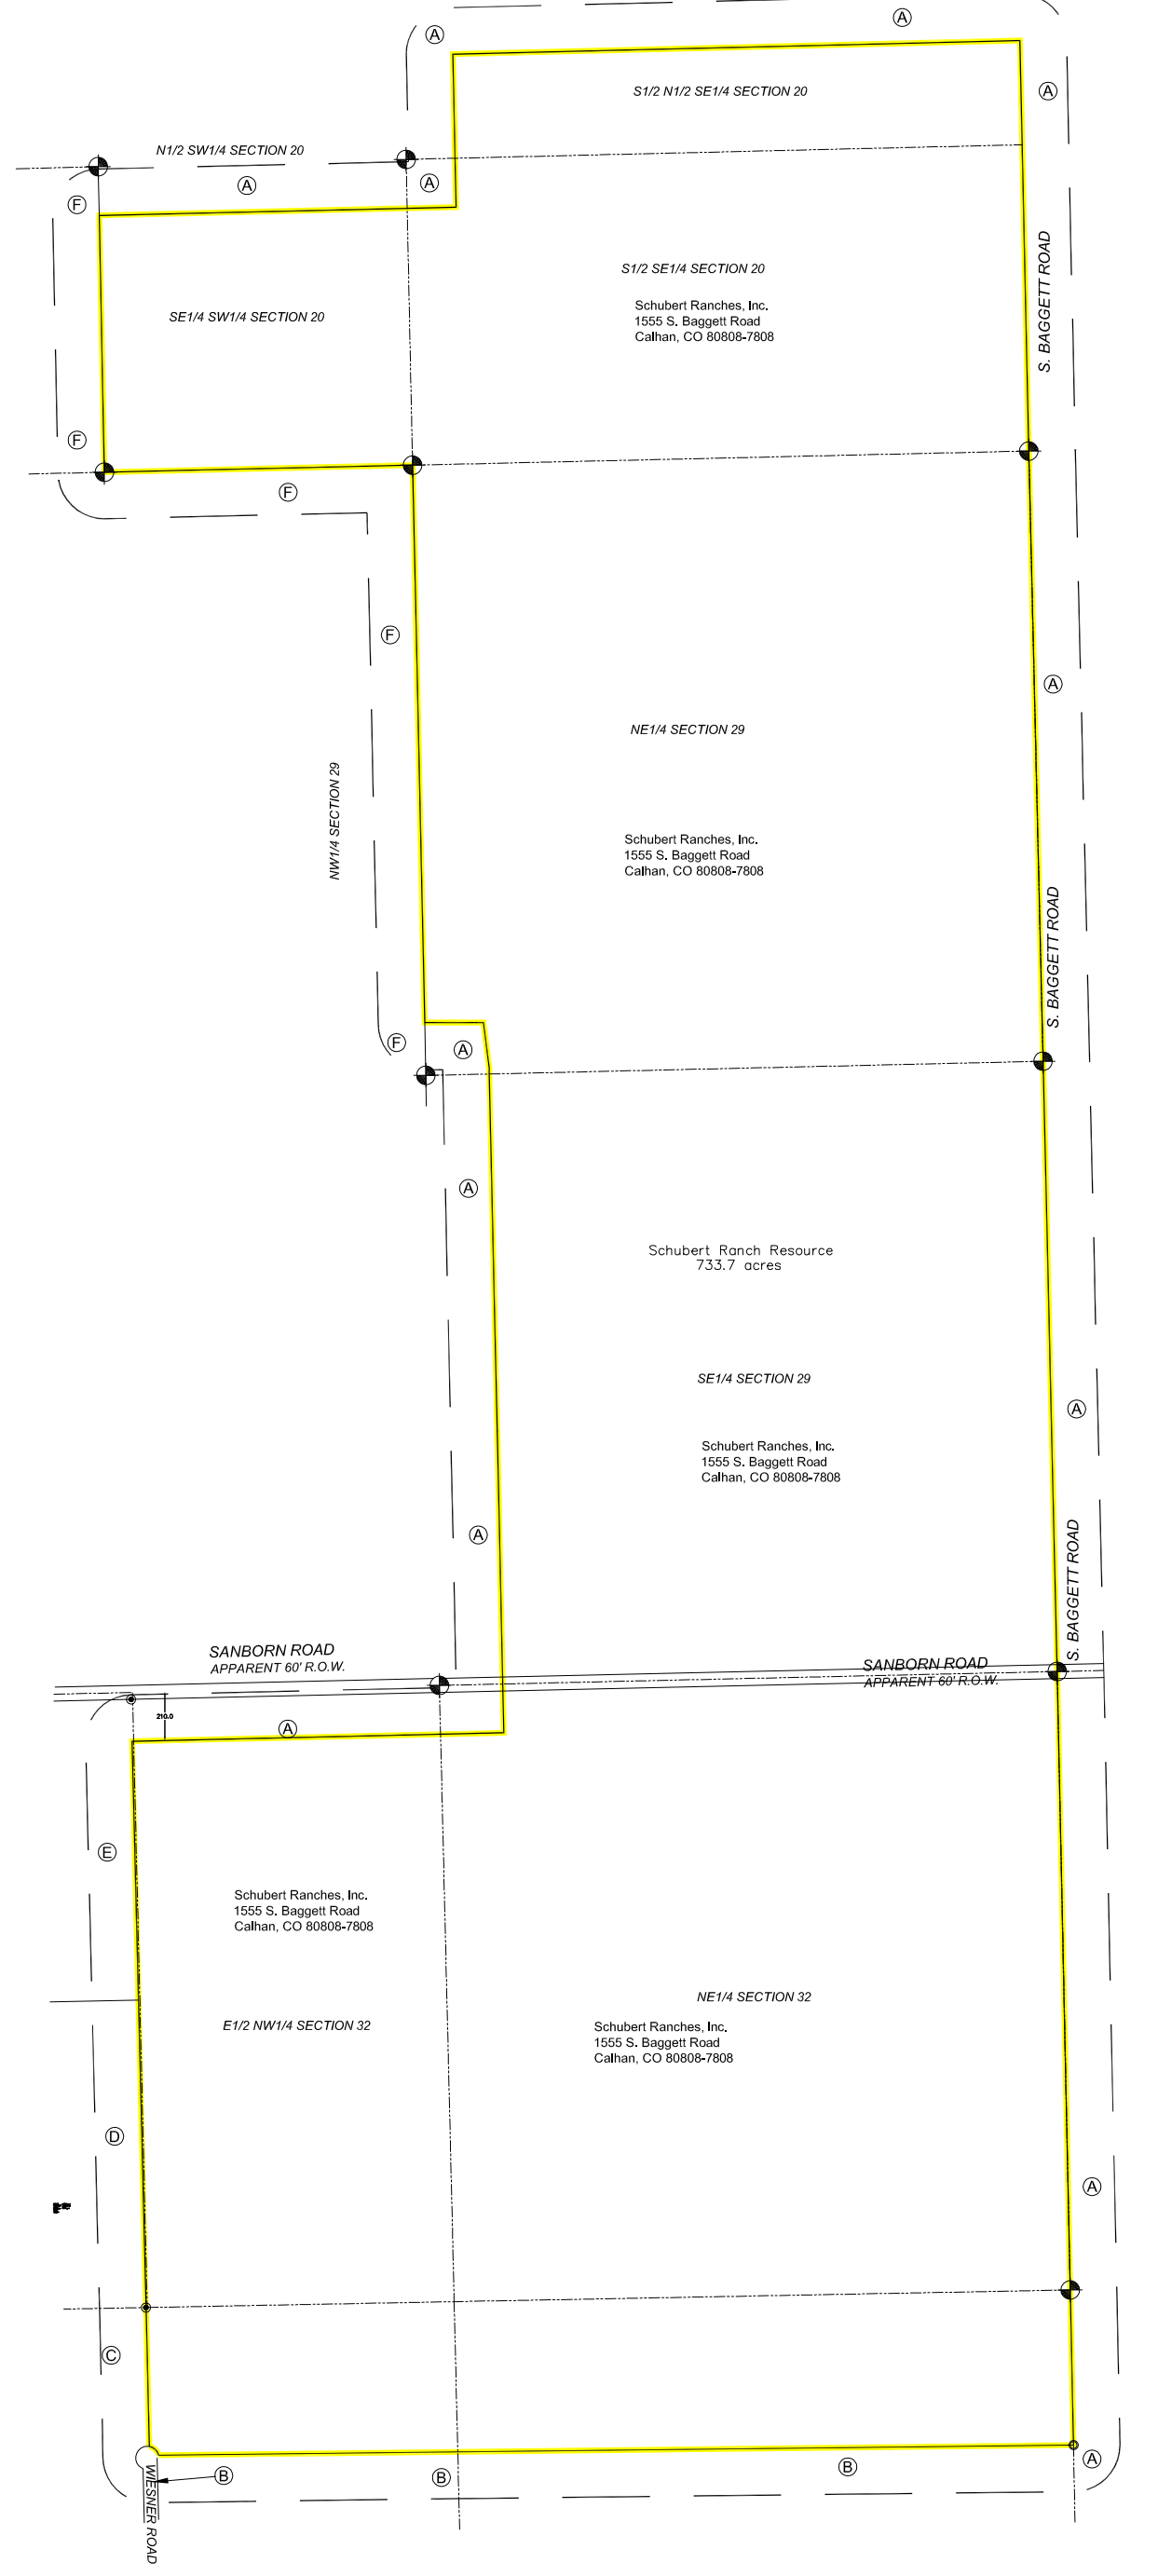 A
A
S1/2 N1/2 SE1/4 SECTION 20
A
N1/2 SW1/4 SECTION 20
A
A
F
S. BAGGETT ROAD
S1/2 SE1/4 SECTION 20
Schubert Ranches, Inc.
1555 S. Baggett Road
Calhan, CO 80808-7808
SE1/4 SW1/4 SECTION 20
F
F
F
A
NE1/4 SECTION 29
NW1/4 SECTION 29
Schubert Ranches, Inc.
1555 S. Baggett Road
Calhan, CO 80808-7808
S. BAGGETT ROAD
F
A
A
Schubert Ranch Resource
733.7 acres
SE1/4 SECTION 29
A
Schubert Ranches, Inc.
1555 S. Baggett Road
Calhan, CO 80808-7808
A
S. BAGGETT ROAD
SANBORN ROAD
APPARENT 60' R.O.W.
SANBORN ROAD
APPARENT 60' R.O.W.
210.0
A
E
Schubert Ranches, Inc.
1555 S. Baggett Road
Calhan, CO 80808-7808
NE1/4 SECTION 32
E1/2 NW1/4 SECTION 32
Schubert Ranches, Inc.
1555 S. Baggett Road
Calhan, CO 80808-7808
D
A
C
A
B
B
B
WIESNER ROAD